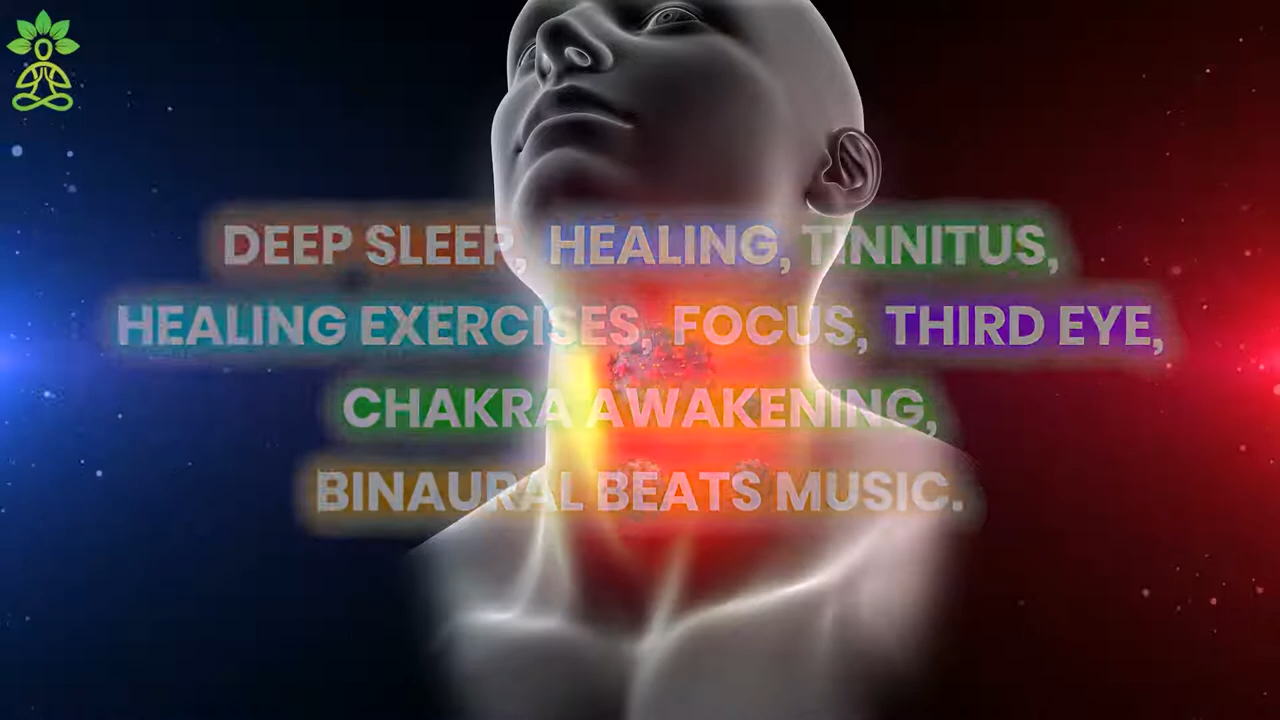 DEEP SLEEP, HEALING, TINNITUS,
HEALING EXERCISES, FOCUS, THIRD EYE,
CHAKRA AWAKENING,
BINAURAL BEATS MUSIC.